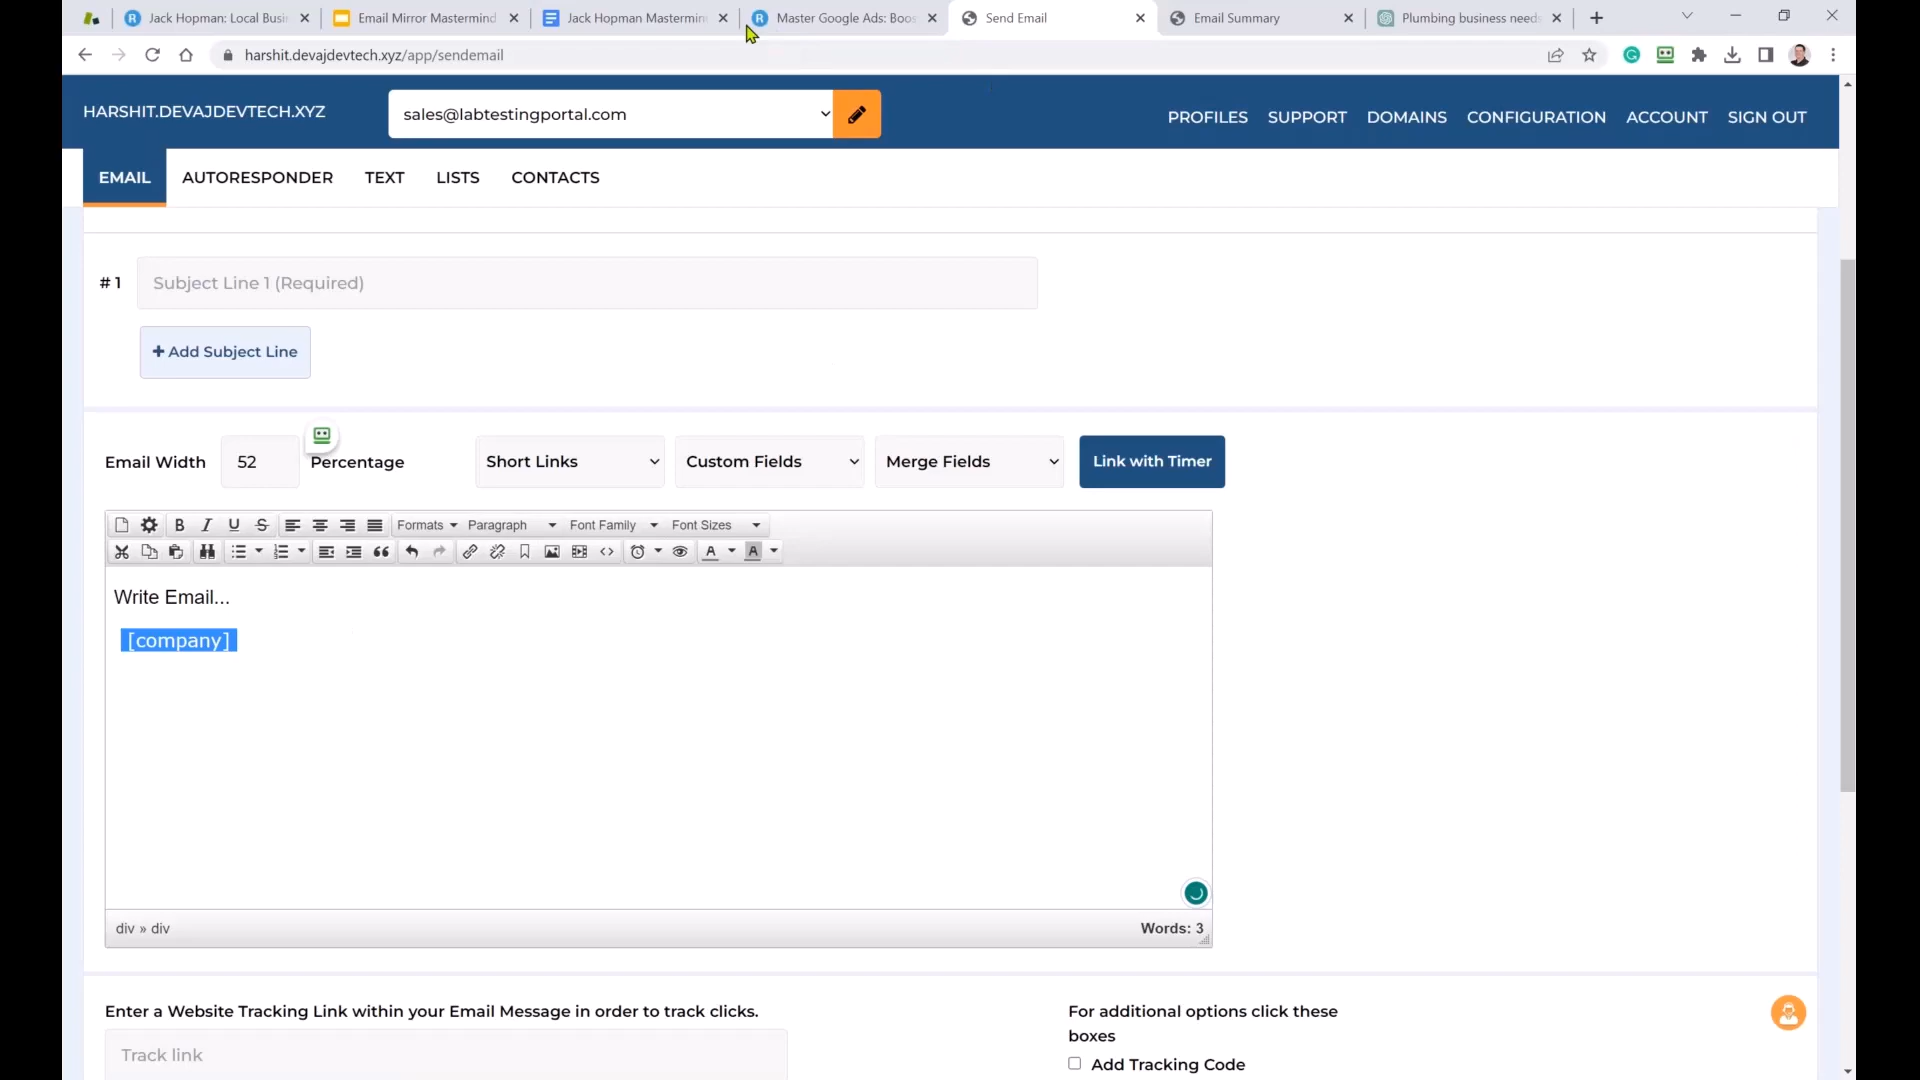 Jack Hopman: Local Busi
Email Mirror Mastermind
Jack Hopman Mastermin
Master Google Ads: Boos
Send Email
Email Summary
Plumbing business needs
harshit.devajdevtech.xyz/app/sendemail
HARSHIT.DEVAJDEVTECH.XYZ
sales@labtestingportal.com
PROFILES SUPPORT DOMAINS CONFIGURATION ACCOUNT SIGN OUT
EMAIL AUTORESPONDER TEXT LISTS CONTACTS
# 1 Subject Line 1 (Required)
+ Add Subject Line
Email Width 52 Percentage Short Links Custom Fields Merge Fields Link with Timer
B I U S Formats Paragraph Font Family Font Sizes
A A
Write Email...
[company]
div » div Words: 3
Enter a Website Tracking Link within your Email Message in order to track clicks.
Track link
For additional options click these
boxes
Add Tracking Code